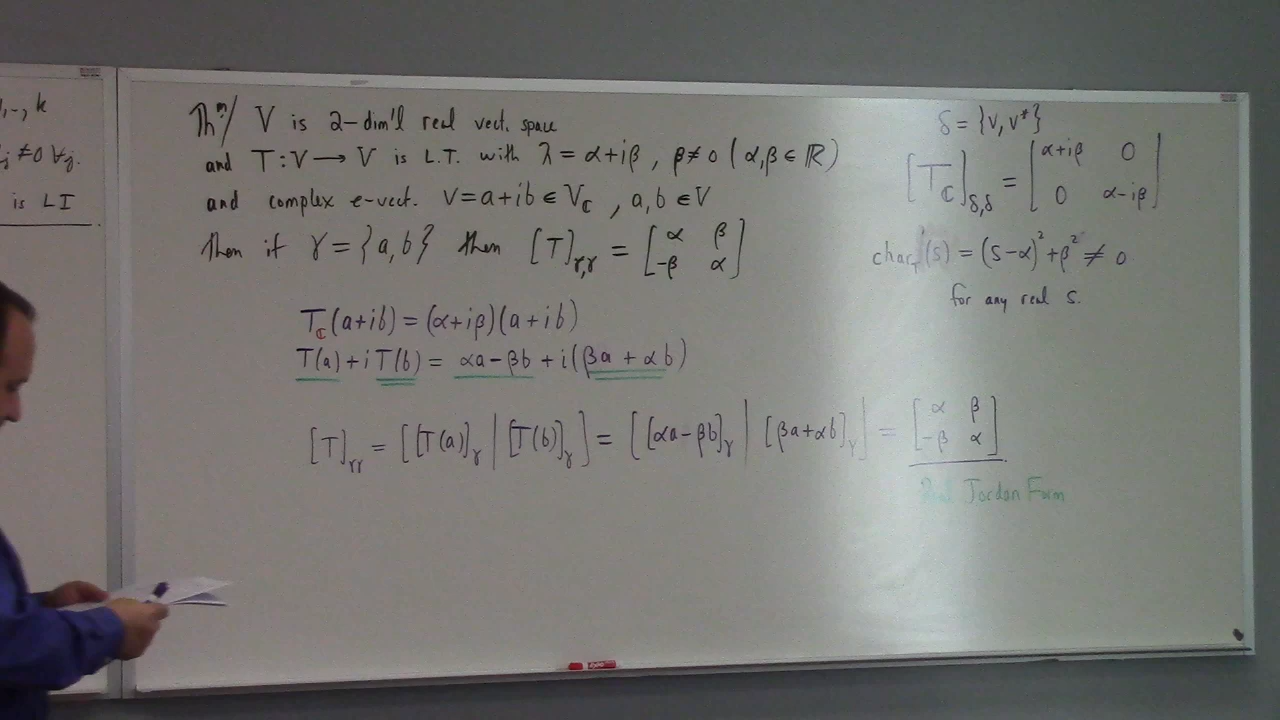 1,-, k
j ≠0 ∀j.
is LI
Thᵐ/ V is 2-dim'l real vect. space
and T: V → V is L.T. with λ = α+iβ, β≠0 (α,β ∈ ℝ)
and complex e-vect. v = a+ib ∈ V_ℂ , a,b ∈ V
Then if γ = {a,b} then [T]_γ,γ = [α β
-β α]
T_ℂ(a+ib) = (α+iβ)(a+ib)
T(a)+iT(b) = αa-βb + i(βa + αb)
[T]_γγ = [[T(a)]_γ | [T(b)]_γ] = [[αa-βb]_γ | [βa+αb]_γ] = [α β
-β α]
Real Jordan Form
δ = {v, v*}
[T_ℂ]_δ,δ = [α+iβ 0
0 α-iβ]
char_T(s) = (s-α)² + β² ≠ 0
for any real s.